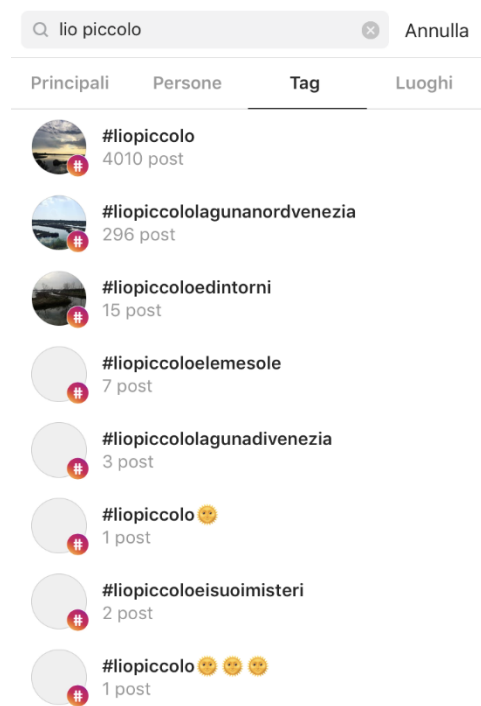 lio piccolo Annulla
Principali Persone Tag Luoghi
#liopiccolo
4010 post
#liopiccololagunanordvenezia
296 post
#liopiccoloedintorni
15 post
#liopiccoloelemesole
7 post
#liopiccololagunadivenezia
3 post
#liopiccolo🌞
1 post
#liopiccoloeisuoimisteri
2 post
#liopiccolo🌞🌞🌞
1 post